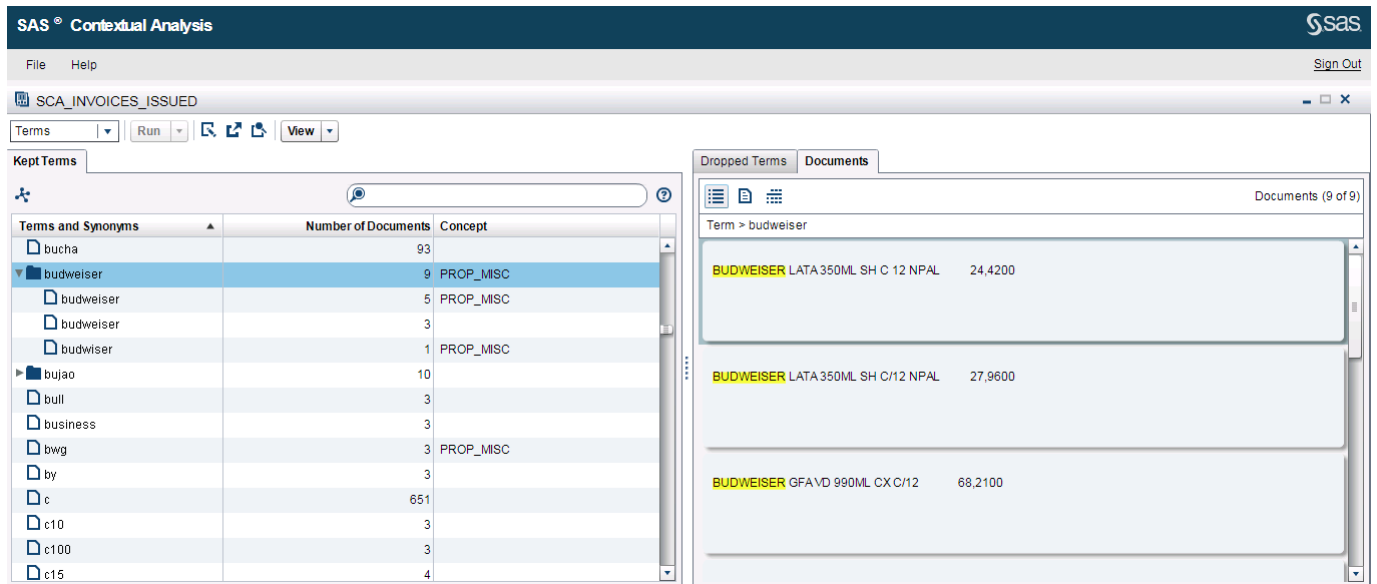 SAS ® Contextual Analysis
sas
File Help Sign Out
SCA_INVOICES_ISSUED
Terms Run View
Kept Terms
Terms and Synonyms Number of Documents Concept
bucha 93
budweiser 9 PROP_MISC
budweiser 5 PROP_MISC
budweiser 3
budwiser 1 PROP_MISC
bujao 10
bull 3
business 3
bwg 3 PROP_MISC
by 3
c 651
c10 3
c100 3
c15 4
Dropped Terms Documents
Documents (9 of 9)
Term > budweiser
BUDWEISER LATA 350ML SH C 12 NPAL 24,4200
BUDWEISER LATA 350ML SH C/12 NPAL 27,9600
BUDWEISER GFA VD 990ML CX C/12 68,2100